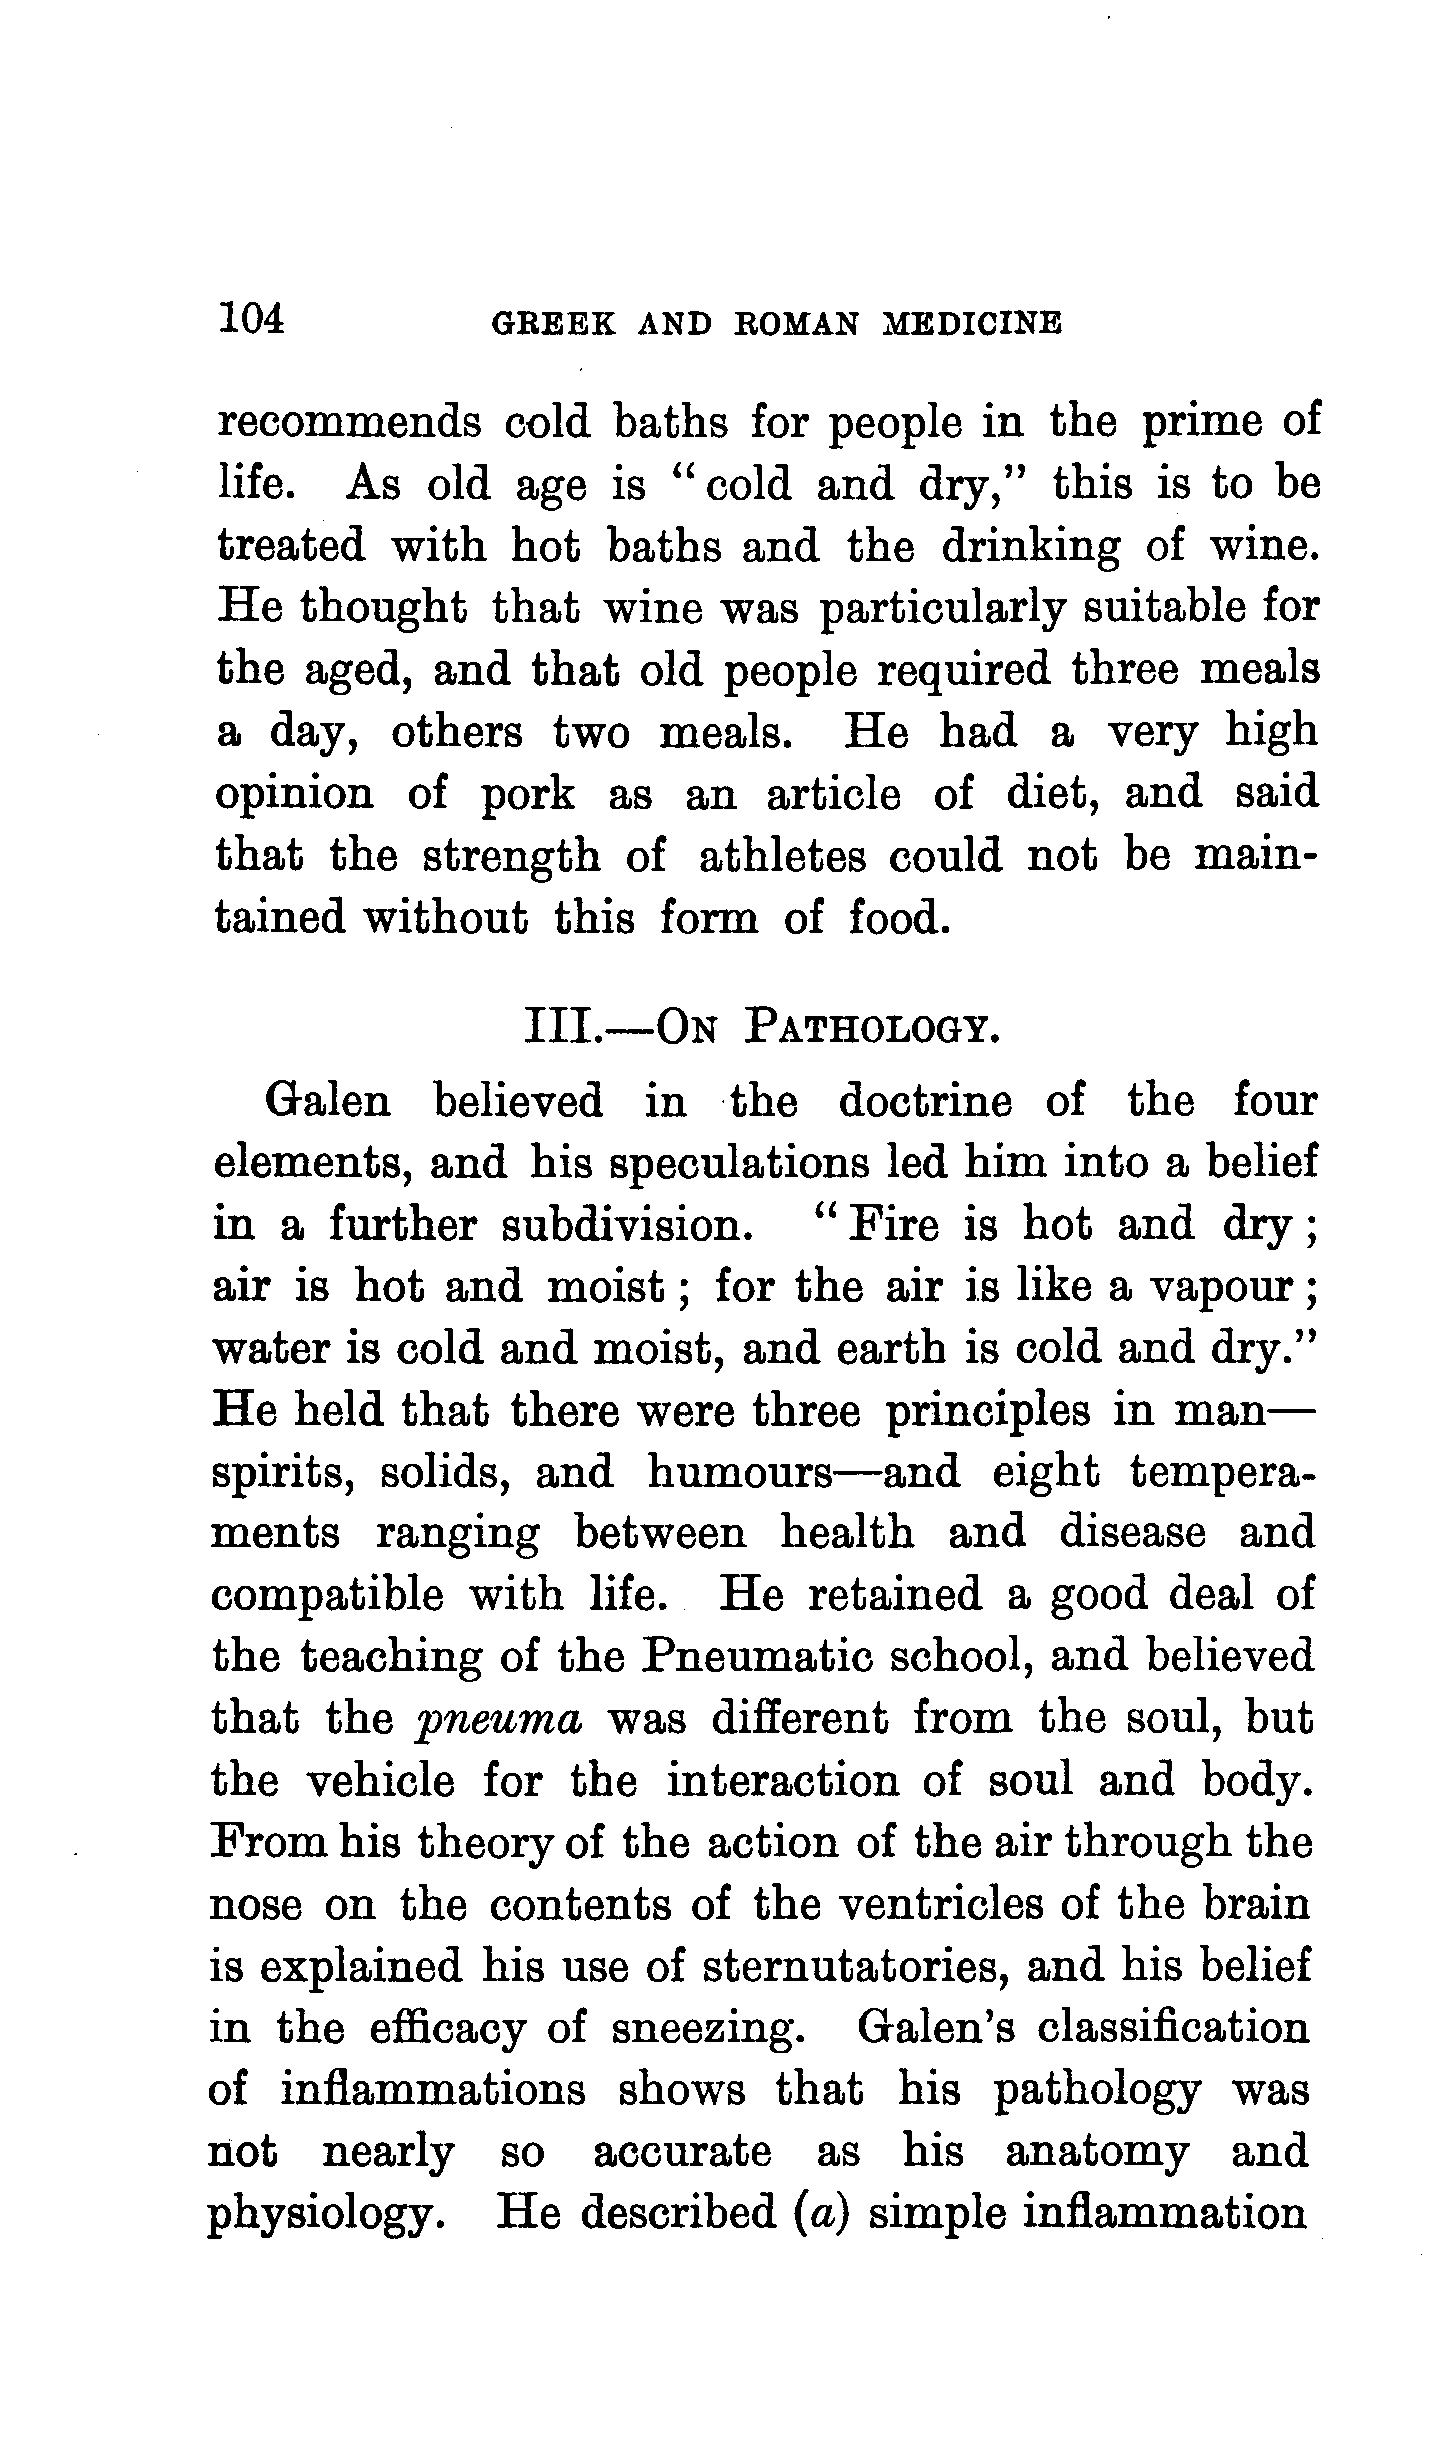 104 GREEK AND ROMAN MEDICINE
recommends cold baths for people in the prime of
life. As old age is “cold and dry,” this is to be
treated with hot baths and the drinking of wine.
He thought that wine was particularly suitable for
the aged, and that old people required three meals
a day, others two meals. He had a very high
opinion of pork as an article of diet, and said
that the strength of athletes could not be main-
tained without this form of food.
III.—ON PATHOLOGY.
Galen believed in the doctrine of the four
elements, and his speculations led him into a belief
in a further subdivision. “Fire is hot and dry;
air is hot and moist; for the air is like a vapour;
water is cold and moist, and earth is cold and dry.”
He held that there were three principles in man—
spirits, solids, and humours—and eight tempera-
ments ranging between health and disease and
compatible with life. He retained a good deal of
the teaching of the Pneumatic school, and believed
that the pneuma was different from the soul, but
the vehicle for the interaction of soul and body.
From his theory of the action of the air through the
nose on the contents of the ventricles of the brain
is explained his use of sternutatories, and his belief
in the efficacy of sneezing. Galen’s classification
of inflammations shows that his pathology was
not nearly so accurate as his anatomy and
physiology. He described (a) simple inflammation